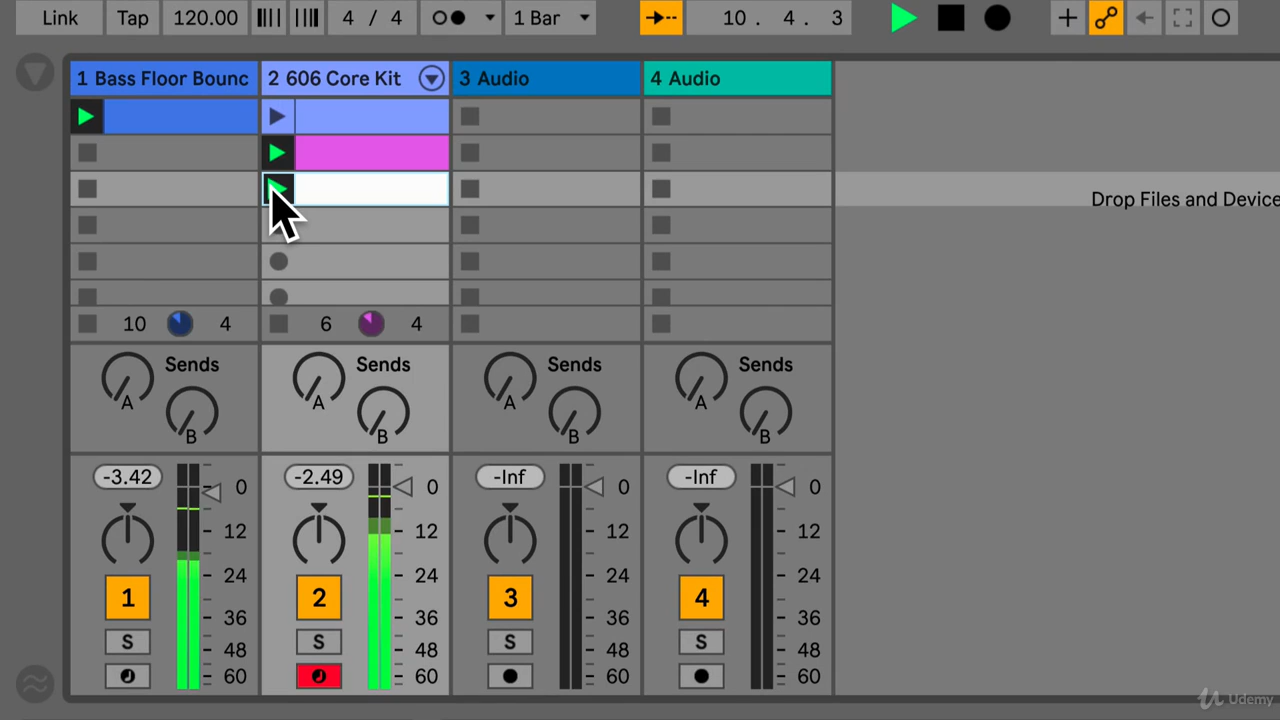 Link Tap 120.00 4 / 4 1 Bar 10 . 4 . 3
1 Bass Floor Bounc 2 606 Core Kit 3 Audio 4 Audio
Drop Files and Device
10 4 6 4
Sends Sends Sends Sends
A A A A
B B B B
-3.42 0 -2.49 0 -Inf 0 -Inf 0
12 12 12 12
24 24 24 24
1 2 3 4
36 36 36 36
S S S S
48 48 48 48
60 60 60 60
Udemy